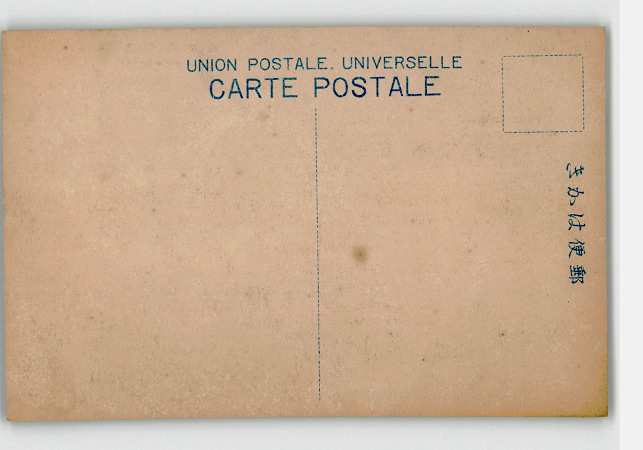 UNION POSTALE. UNIVERSELLE
CARTE POSTALE
きかは便郵